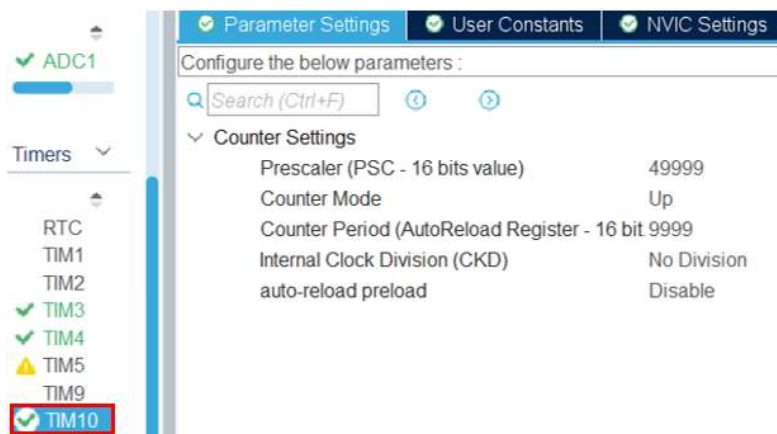 ADC1
Timers
RTC
TIM1
TIM2
TIM3
TIM4
TIM5
TIM9
TIM10
Parameter Settings User Constants NVIC Settings
Configure the below parameters :
Search (Ctrl+F)
Counter Settings
Prescaler (PSC - 16 bits value) 49999
Counter Mode Up
Counter Period (AutoReload Register - 16 bit 9999
Internal Clock Division (CKD) No Division
auto-reload preload Disable